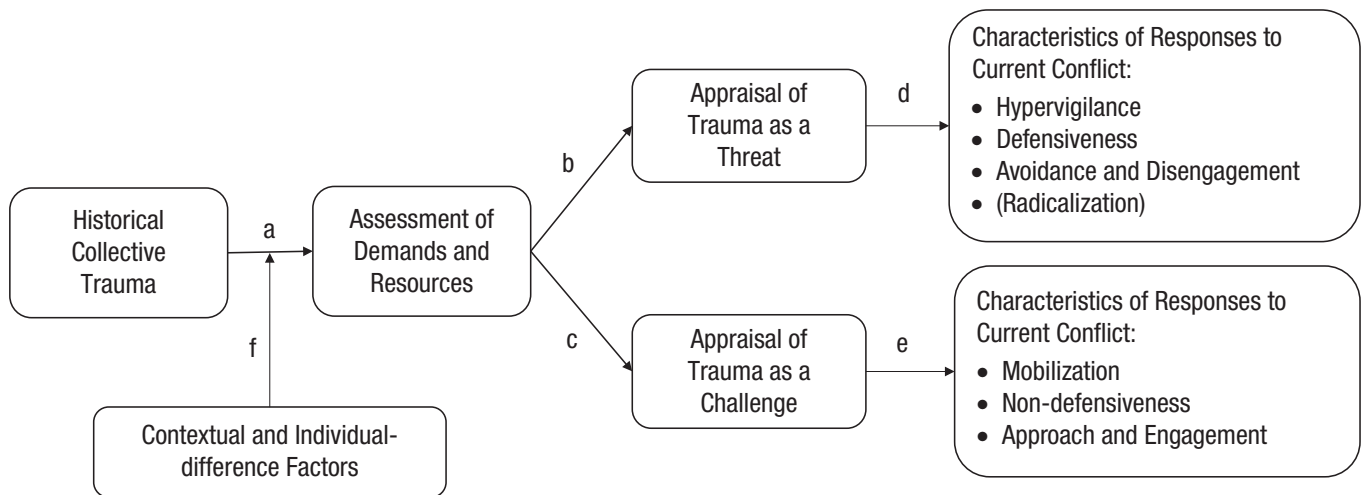 Historical
Collective
Trauma
a
f
Contextual and Individual-
difference Factors
Assessment of
Demands and
Resources
b
c
Appraisal of
Trauma as a
Threat
d
Characteristics of Responses to
Current Conflict:
• Hypervigilance
• Defensiveness
• Avoidance and Disengagement
• (Radicalization)
Appraisal of
Trauma as a
Challenge
e
Characteristics of Responses to
Current Conflict:
• Mobilization
• Non-defensiveness
• Approach and Engagement